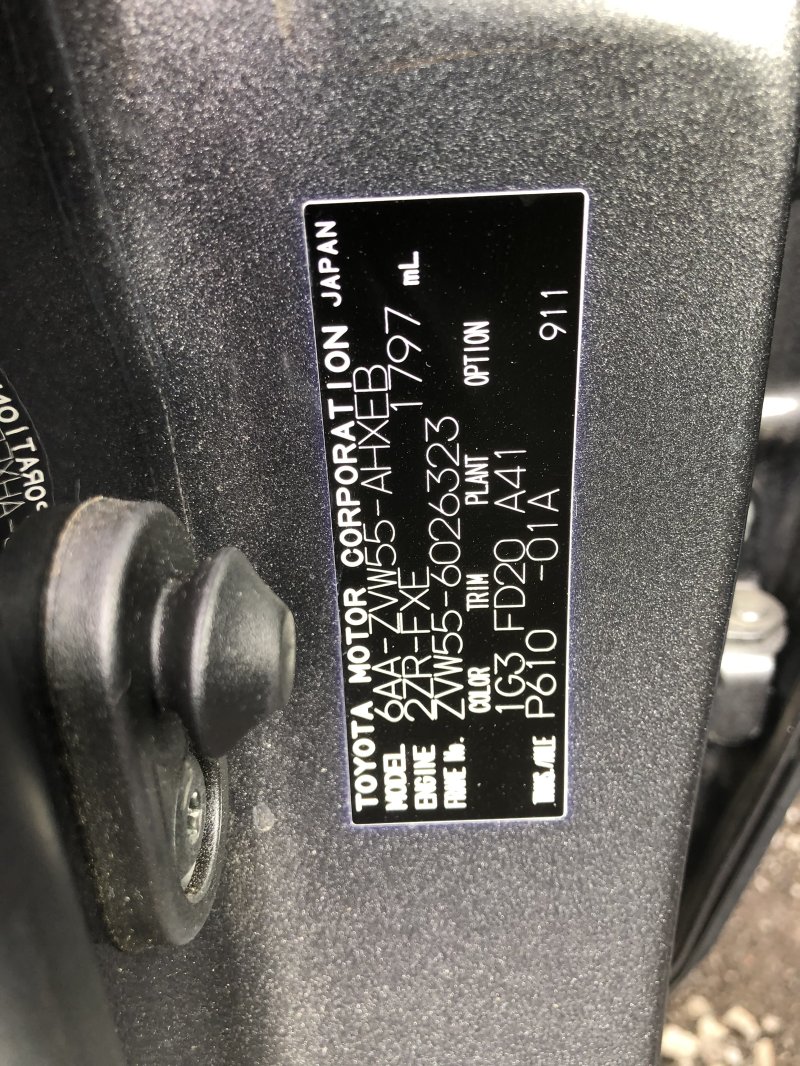 TOYOTA MOTOR CORPORATION JAPAN
MODEL 6AA-ZVW55-AHXEB
ENGINE 2ZR-FXE 1797 mL
FRAME No. ZVW55-6026323
COLOR TRIM PLANT OPTION
1G3 FD20 A41
TRANS./AXLE P610 -01A 911